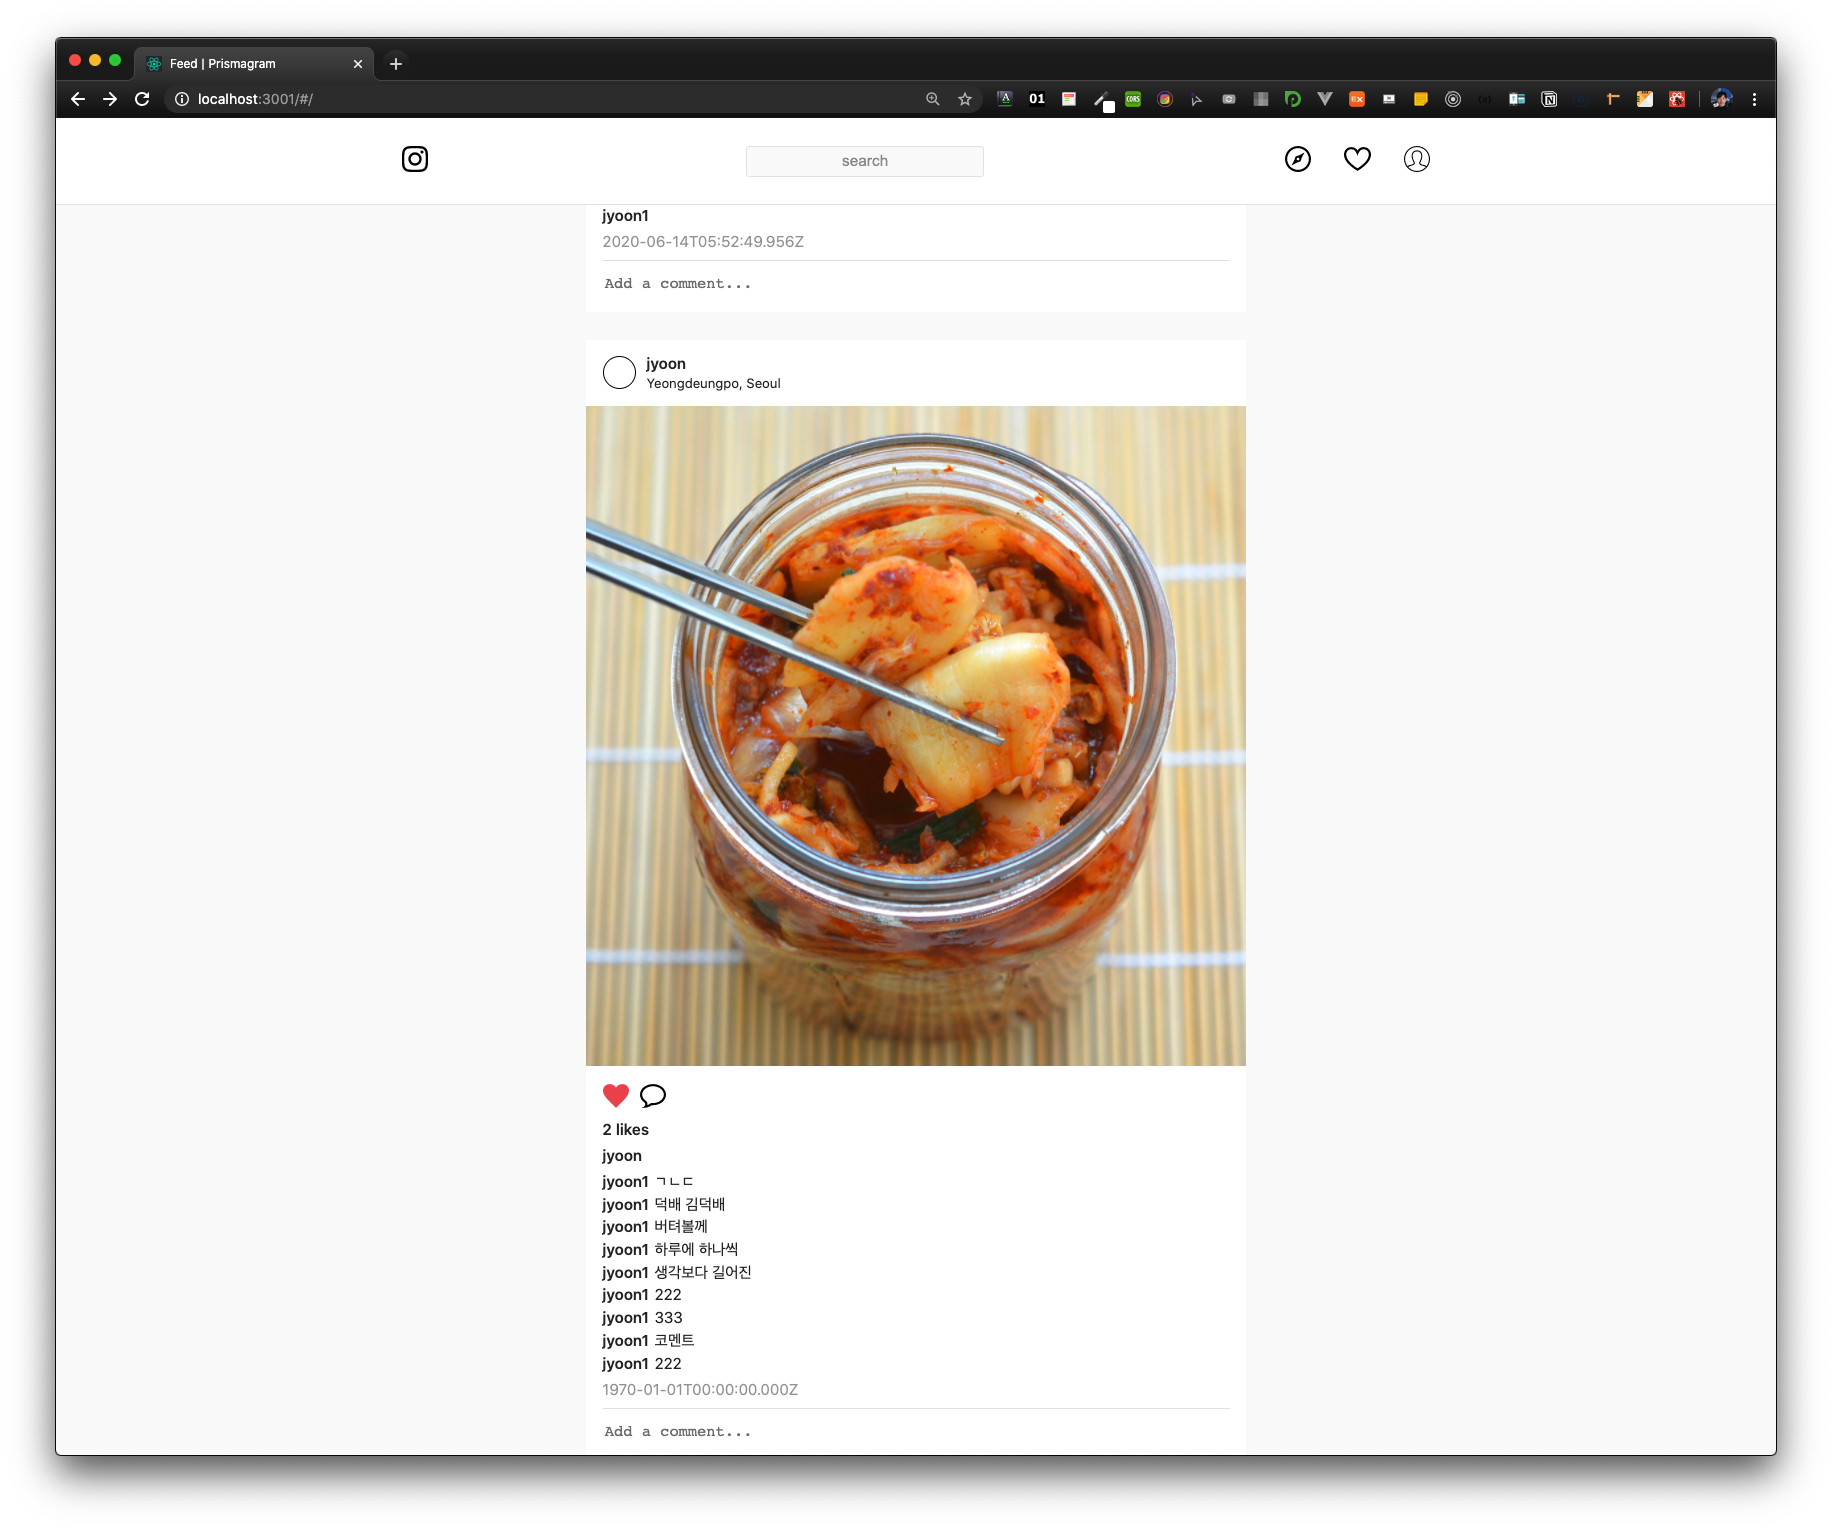 Feed | Prismagram
localhost:3001/#/
01
CORS
EX
search
jyoon1
2020-06-14T05:52:49.956Z
Add a comment...
jyoon
Yeongdeungpo, Seoul
2 likes
jyoon
jyoon1 ㄱㄴㄷ
jyoon1 덕배 김덕배
jyoon1 버텨볼께
jyoon1 하루에 하나씩
jyoon1 생각보다 길어진
jyoon1 222
jyoon1 333
jyoon1 코멘트
jyoon1 222
1970-01-01T00:00:00.000Z
Add a comment...